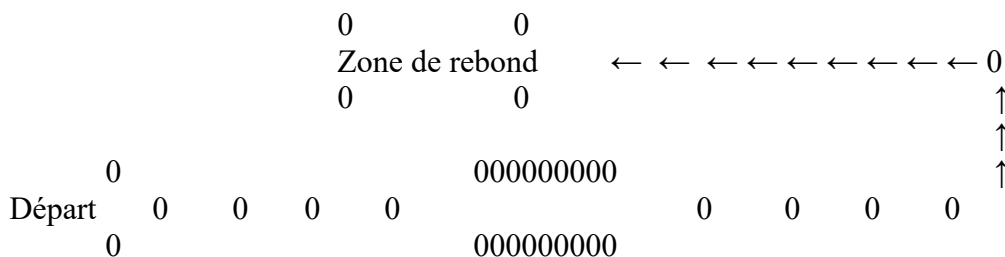 0 0
Zone de rebond ← ← ← ← ← ← ← ← ← 0
0 0 ↑
↑
0 000000000 ↑
Départ 0 0 0 0 0 0 0 0
0 000000000